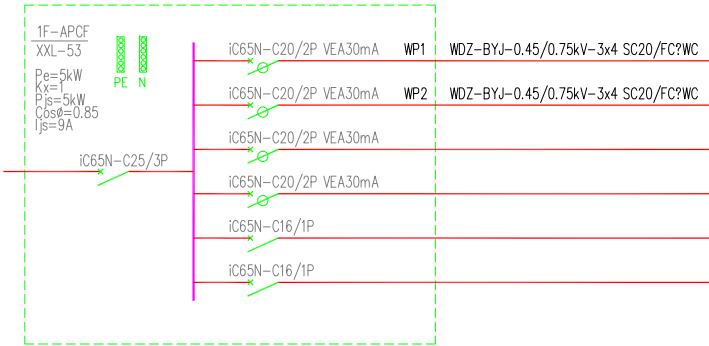 1F-APCF
XXL-53
Pe=5kW
Kx=1
Pjs=5kW
Cosø=0.85
Ijs=9A
PE N
iC65N-C25/3P
iC65N-C20/2P VEA30mA WP1 WDZ-BYJ-0.45/0.75kV-3x4 SC20/FC?WC
iC65N-C20/2P VEA30mA WP2 WDZ-BYJ-0.45/0.75kV-3x4 SC20/FC?WC
iC65N-C20/2P VEA30mA
iC65N-C20/2P VEA30mA
iC65N-C16/1P
iC65N-C16/1P